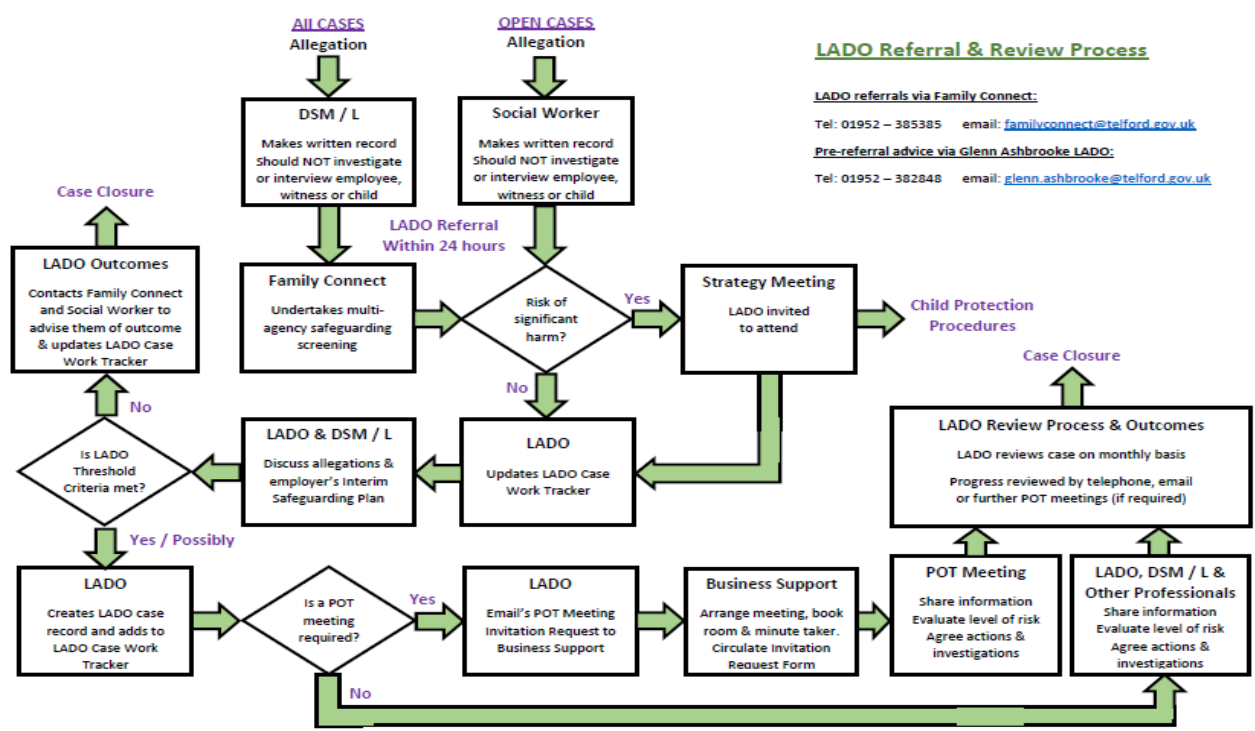 All CASES
Allegation
OPEN CASES
Allegation
LADO Referral & Review Process
LADO referrals via Family Connect:
Tel: 01952 – 385385 email: familyconnect@telford.gov.uk
Pre-referral advice via Glenn Ashbrooke LADO:
Tel: 01952 – 382848 email: glenn.ashbrooke@telford.gov.uk
DSM / L
Makes written record
Should NOT investigate
or interview employee,
witness or child
Social Worker
Makes written record
Should NOT investigate
or interview employee,
witness or child
LADO Referral
Within 24 hours
Case Closure
LADO Outcomes
Contacts Family Connect
and Social Worker to
advise them of outcome
& updates LADO Case
Work Tracker
Family Connect
Undertakes multi-
agency safeguarding
screening
Risk of
significant
harm?
Yes
Strategy Meeting
LADO invited
to attend
Child Protection
Procedures
No
No
Is LADO
Threshold
Criteria met?
LADO & DSM / L
Discuss allegations &
employer's Interim
Safeguarding Plan
LADO
Updates LADO Case
Work Tracker
Case Closure
LADO Review Process & Outcomes
LADO reviews case on monthly basis
Progress reviewed by telephone, email
or further POT meetings (if required)
Yes / Possibly
LADO
Creates LADO case
record and adds to
LADO Case Work
Tracker
Is a POT
meeting
required?
Yes
LADO
Email's POT Meeting
Invitation Request to
Business Support
Business Support
Arrange meeting, book
room & minute taker.
Circulate Invitation
Request Form
POT Meeting
Share information
Evaluate level of risk
Agree actions &
investigations
LADO, DSM / L &
Other Professionals
Share information
Evaluate level of risk
Agree actions &
investigations
No